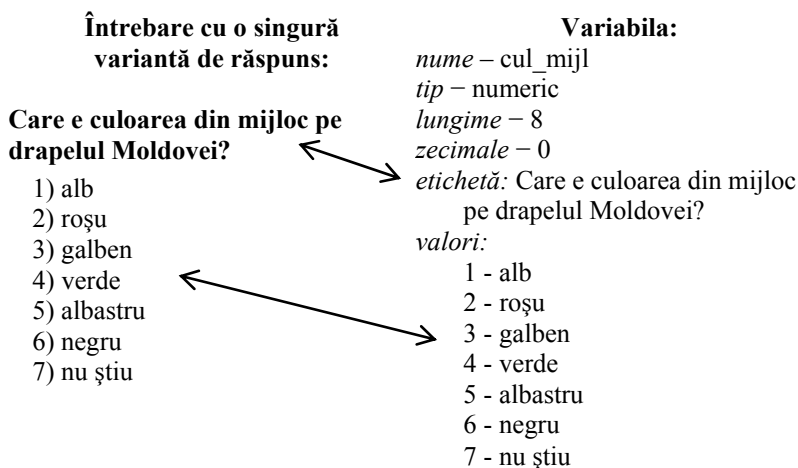 Întrebare cu o singură
variantă de răspuns:
Care e culoarea din mijloc pe
drapelul Moldovei?
1) alb
2) roşu
3) galben
4) verde
5) albastru
6) negru
7) nu ştiu
Variabila:
nume – cul_mijl
tip − numeric
lungime − 8
zecimale − 0
etichetă: Care e culoarea din mijloc
pe drapelul Moldovei?
valori:
1 - alb
2 - roşu
3 - galben
4 - verde
5 - albastru
6 - negru
7 - nu ştiu